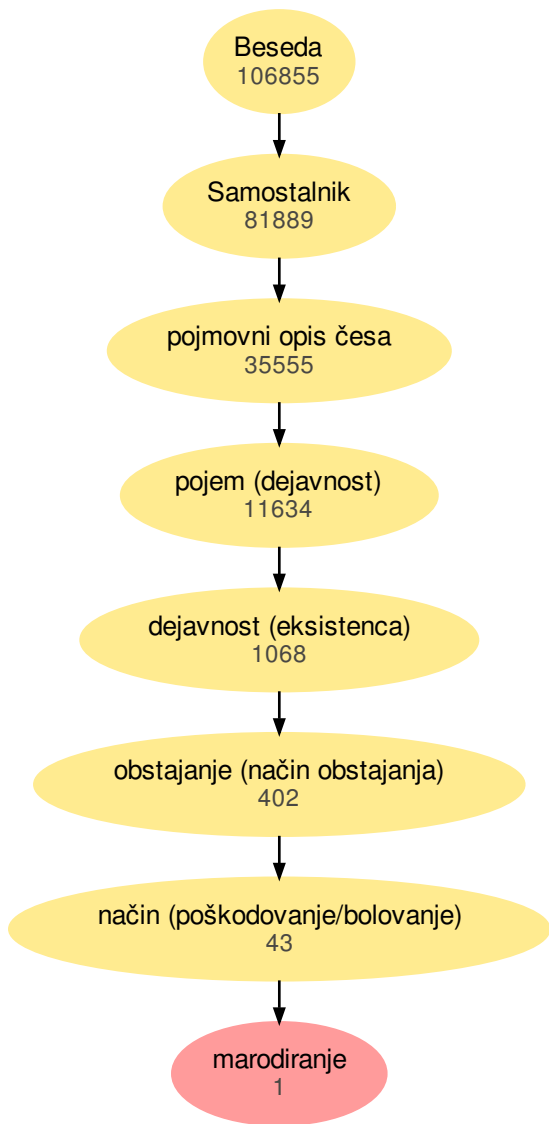 Beseda
106855
Samostalnik
81889
pojmovni opis česa
35555
pojem (dejavnost)
11634
dejavnost (eksistenca)
1068
obstajanje (način obstajanja)
402
način (poškodovanje/bolovanje)
43
marodiranje
1